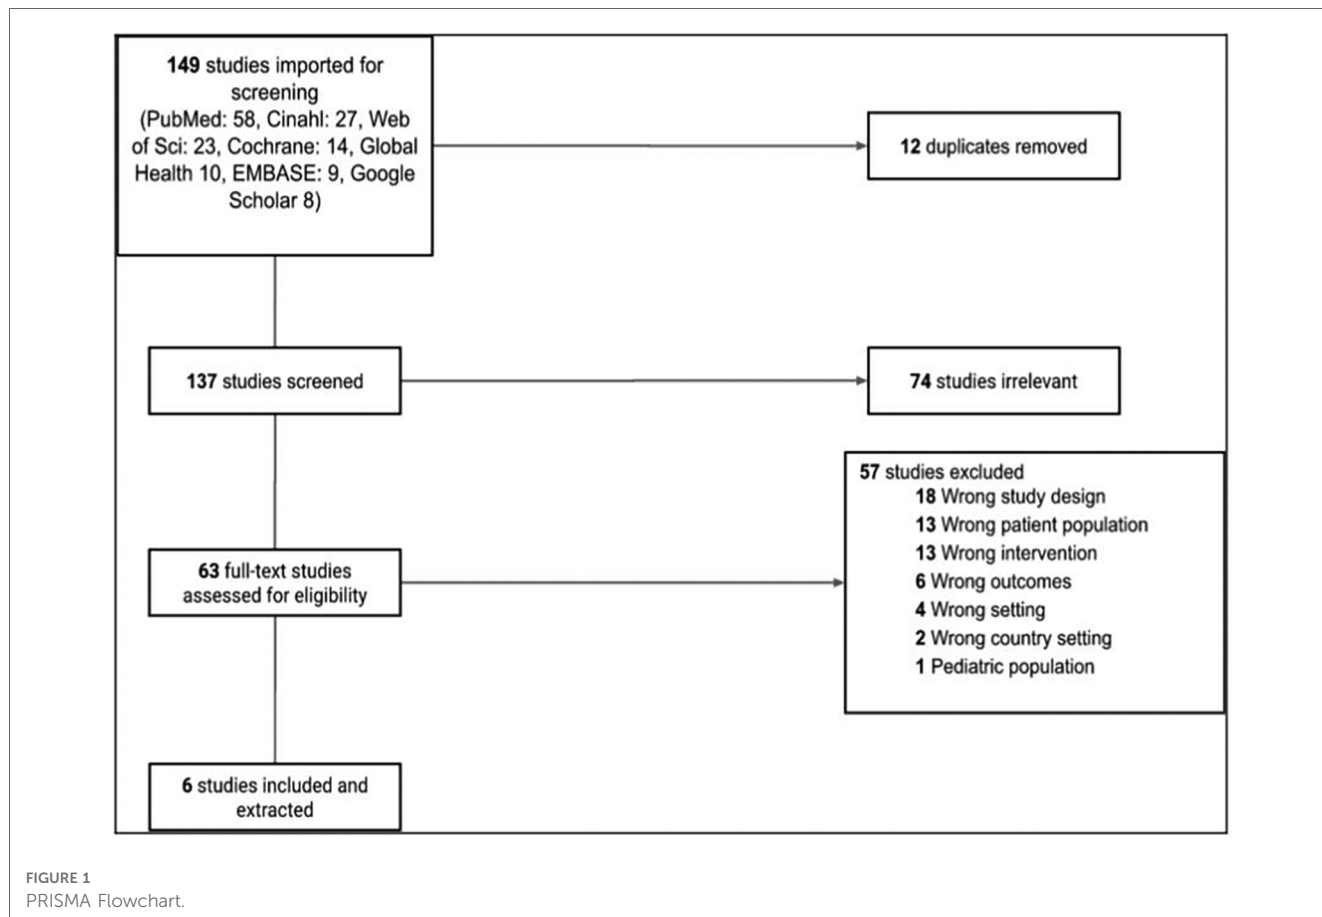 149 studies imported for
screening
(PubMed: 58, Cinahl: 27, Web
of Sci: 23, Cochrane: 14, Global
Health 10, EMBASE: 9, Google
Scholar 8)
12 duplicates removed
137 studies screened
74 studies irrelevant
63 full-text studies
assessed for eligibility
57 studies excluded
18 Wrong study design
13 Wrong patient population
13 Wrong intervention
6 Wrong outcomes
4 Wrong setting
2 Wrong country setting
1 Pediatric population
6 studies included and
extracted
FIGURE 1
PRISMA Flowchart.